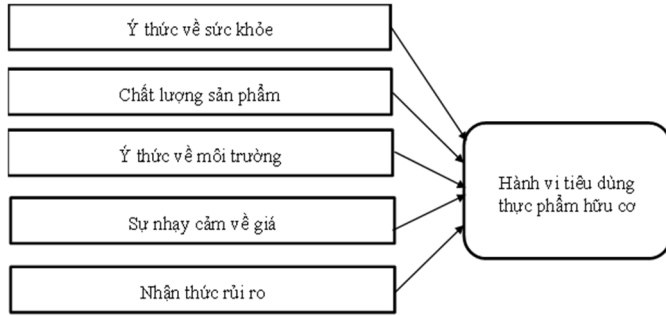 Ý thức về sức khỏe
Chất lượng sản phẩm
Ý thức về môi trường
Sự nhạy cảm về giá
Nhận thức rủi ro
Hành vi tiêu dùng
thực phẩm hữu cơ